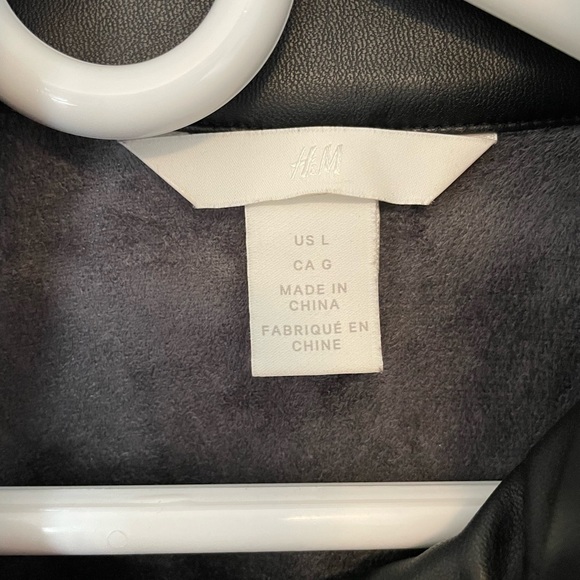 H&M
US L
CA G
MADE IN
CHINA
FABRIQUÉ EN
CHINE